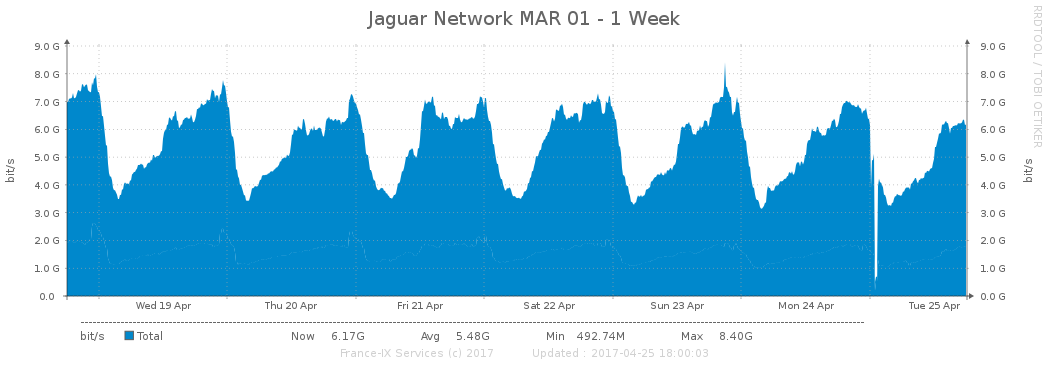 Jaguar Network MAR 01 - 1 Week
RRDTOOL / TOBI OETIKER
bit/s
9.0 G
8.0 G
7.0 G
6.0 G
5.0 G
4.0 G
3.0 G
2.0 G
1.0 G
0.0
9.0 G
8.0 G
7.0 G
6.0 G
5.0 G
4.0 G
3.0 G
2.0 G
1.0 G
0.0 G
bit/s
Wed 19 Apr Thu 20 Apr Fri 21 Apr Sat 22 Apr Sun 23 Apr Mon 24 Apr Tue 25 Apr
bit/s Total Now 6.17G Avg 5.48G Min 492.74M Max 8.40G
France-IX Services (c) 2017 Updated : 2017-04-25 18:00:03